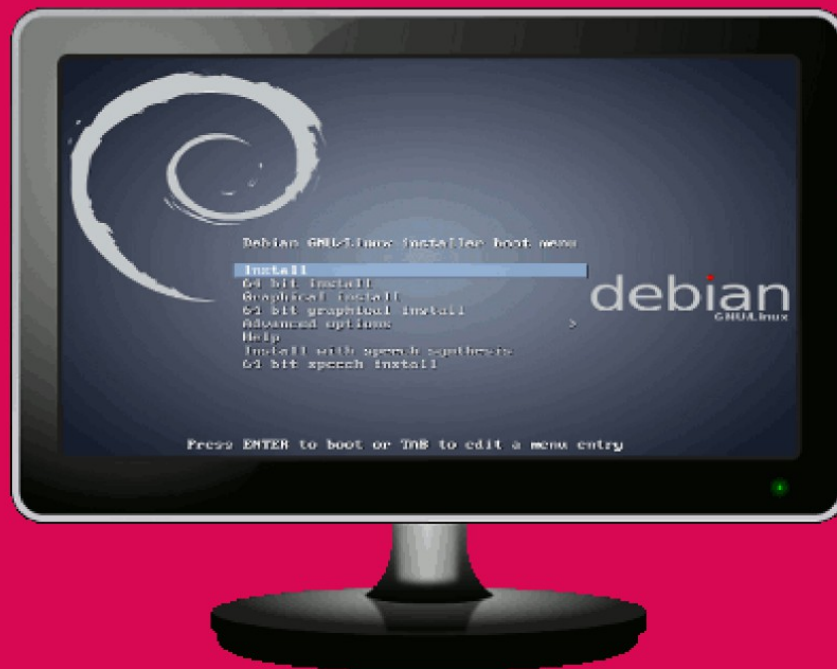 Debian GNU/Linux installer boot menu
Install
64 bit install
Graphical install
64 bit graphical install
Advanced options >
Help
Install with speech synthesis
64 bit speech install
debian
GNU/Linux
Press ENTER to boot or TAB to edit a menu entry